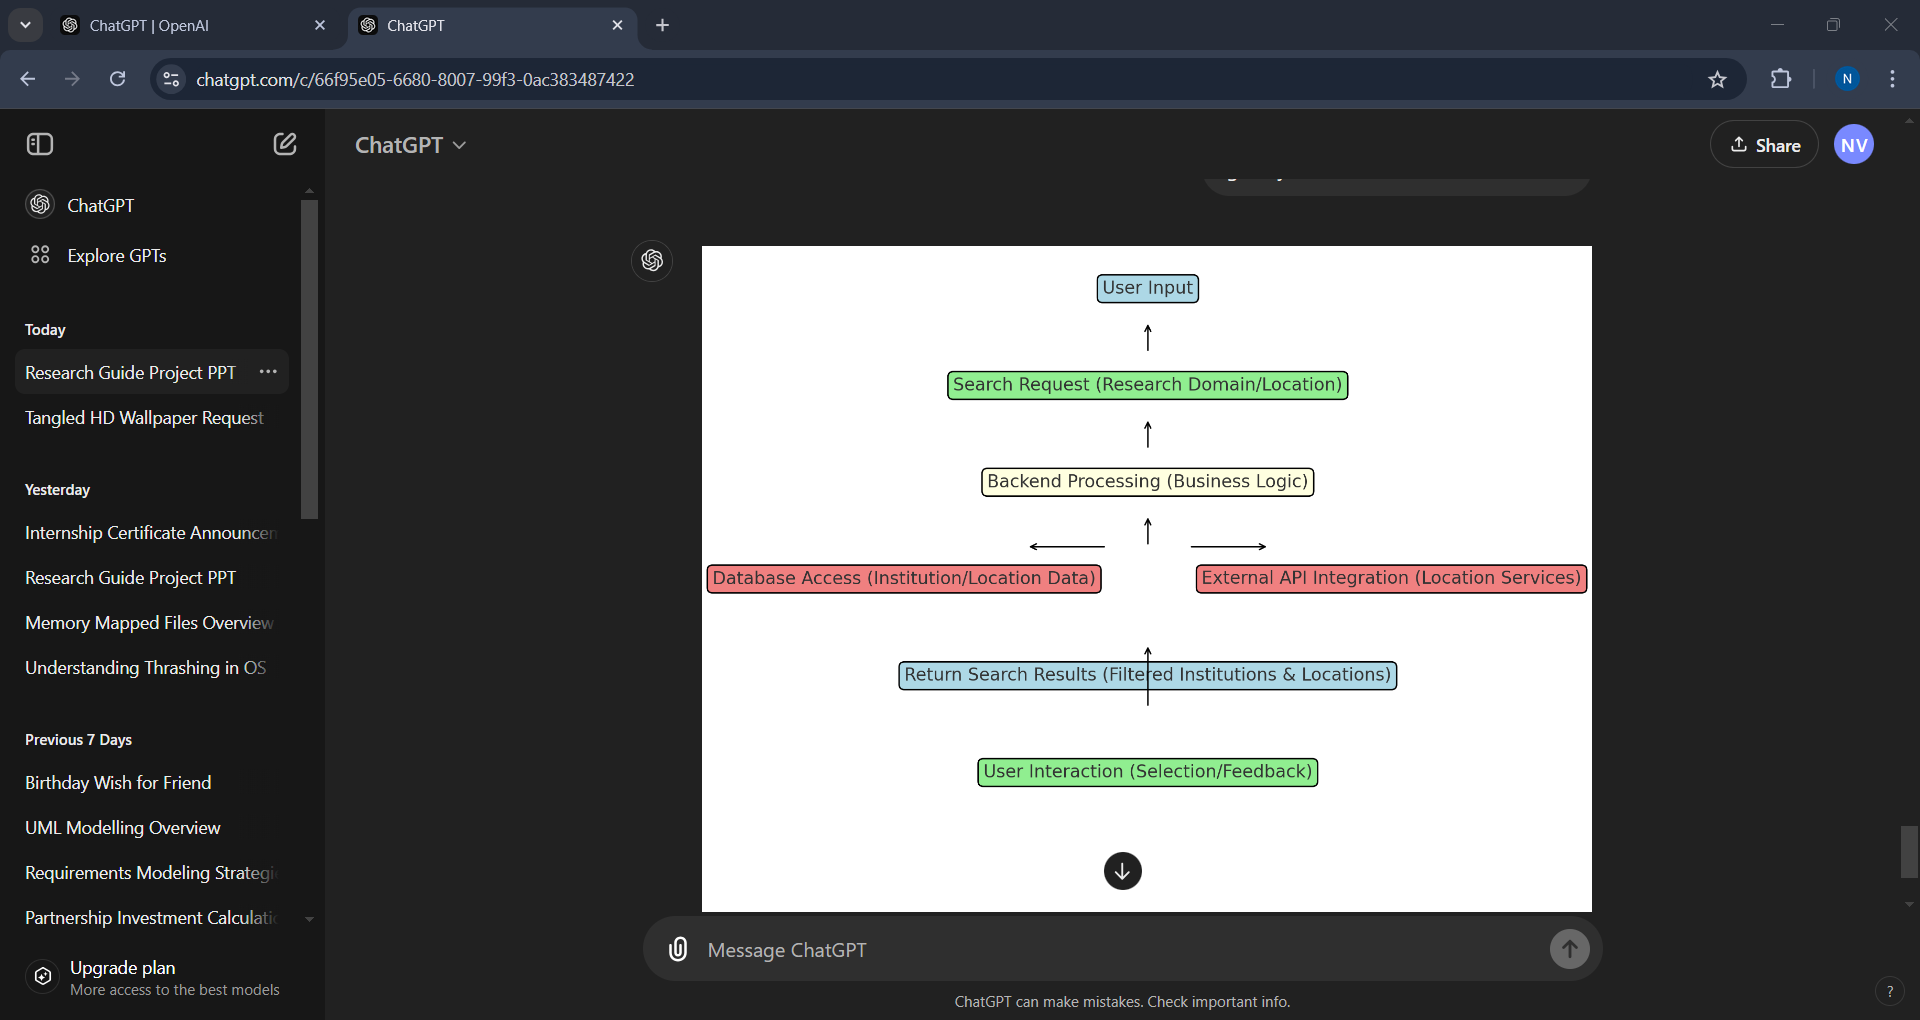 ChatGPT | OpenAI
ChatGPT
chatgpt.com/c/66f95e05-6680-8007-99f3-0ac383487422
N
ChatGPT
Share
NV
ChatGPT
Explore GPTs
Today
Research Guide Project PPT
Tangled HD Wallpaper Request
Yesterday
Internship Certificate Announcem
Research Guide Project PPT
Memory Mapped Files Overview
Understanding Thrashing in OS
Previous 7 Days
Birthday Wish for Friend
UML Modelling Overview
Requirements Modeling Strategi
Partnership Investment Calculatio
Upgrade plan
More access to the best models
User Input
Search Request (Research Domain/Location)
Backend Processing (Business Logic)
Database Access (Institution/Location Data)
External API Integration (Location Services)
Return Search Results (Filtered Institutions & Locations)
User Interaction (Selection/Feedback)
Message ChatGPT
ChatGPT can make mistakes. Check important info.
?